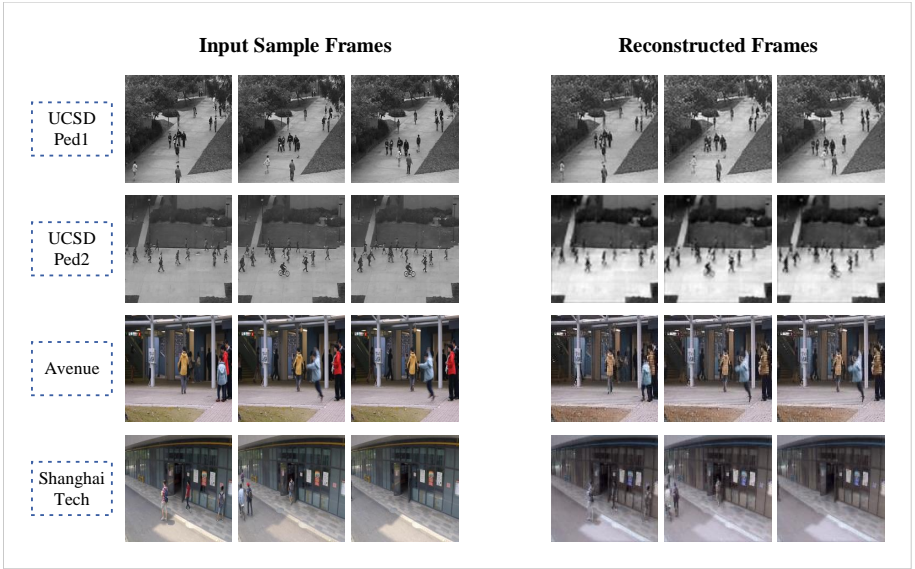 Input Sample Frames
Reconstructed Frames
UCSD
Ped1
UCSD
Ped2
Avenue
Shanghai
Tech